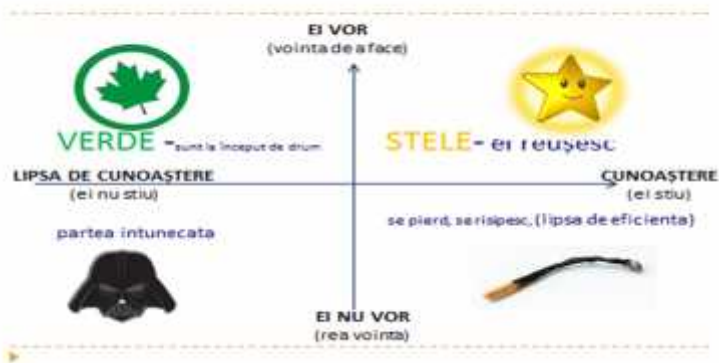 EI VOR
(vointa de a face)
VERDE -sunt la început de drum
STELE- ei reușesc
LIPSA DE CUNOAȘTERE
(ei nu stiu)
CUNOAȘTERE
(ei stiu)
partea intunecata
se pierd, se risipesc, (lipsa de eficienta)
EI NU VOR
(rea vointa)